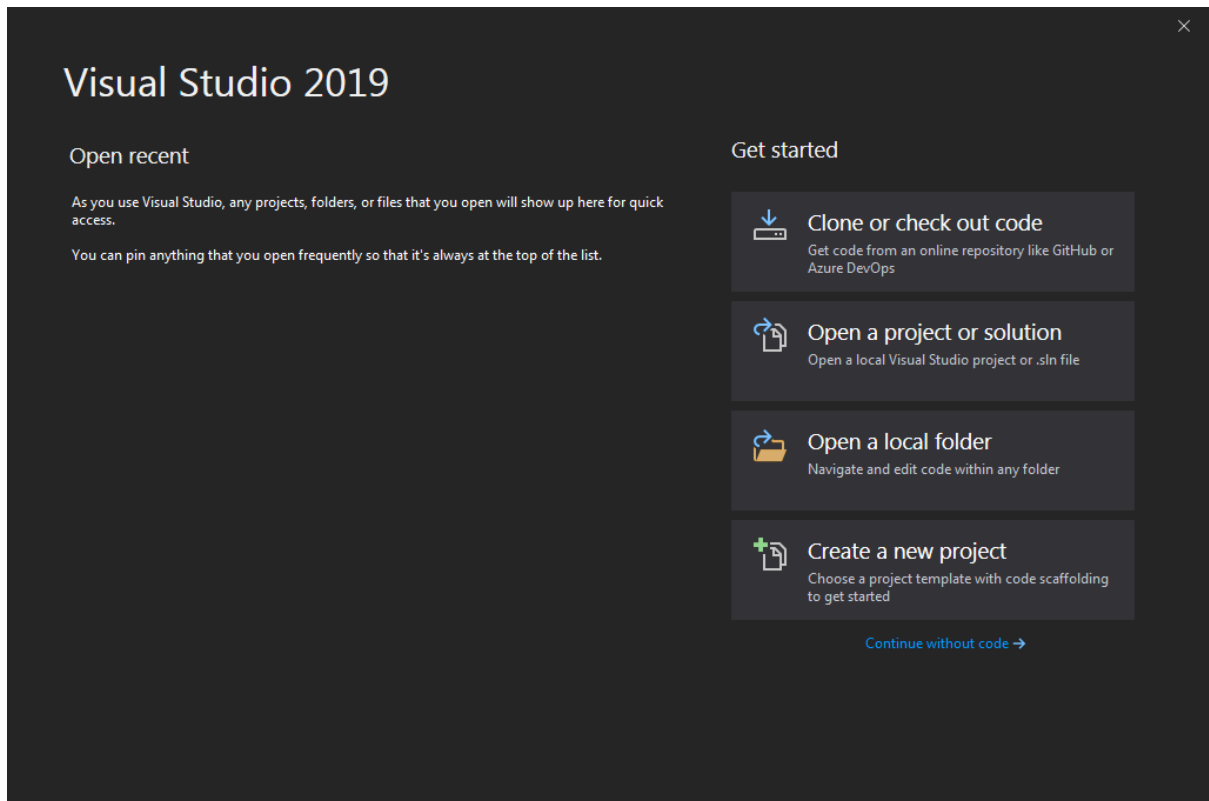 Visual Studio 2019
Open recent
As you use Visual Studio, any projects, folders, or files that you open will show up here for quick
access.
You can pin anything that you open frequently so that it's always at the top of the list.
Get started
Clone or check out code
Get code from an online repository like GitHub or
Azure DevOps
Open a project or solution
Open a local Visual Studio project or .sln file
Open a local folder
Navigate and edit code within any folder
Create a new project
Choose a project template with code scaffolding
to get started
Continue without code →